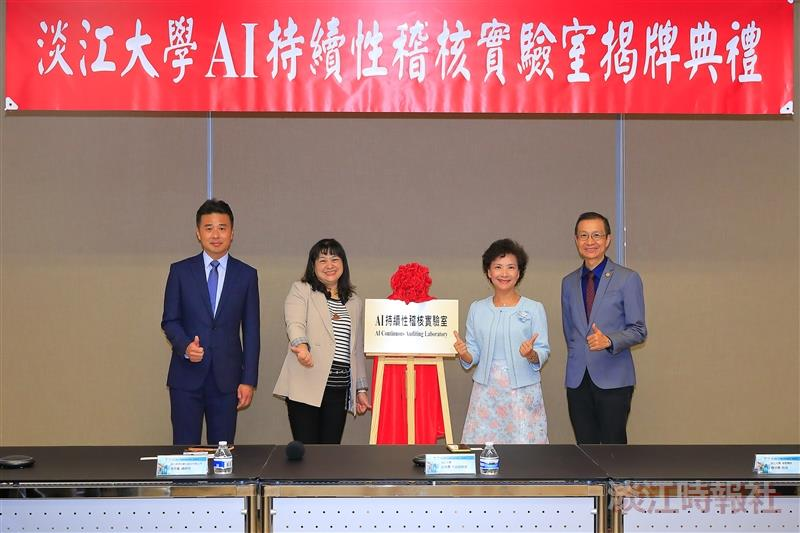 淡江大學AI持續性稽核實驗室揭牌典禮
AI持續性稽核實驗室
AI Continuous Auditing Laboratory
淡江時報社